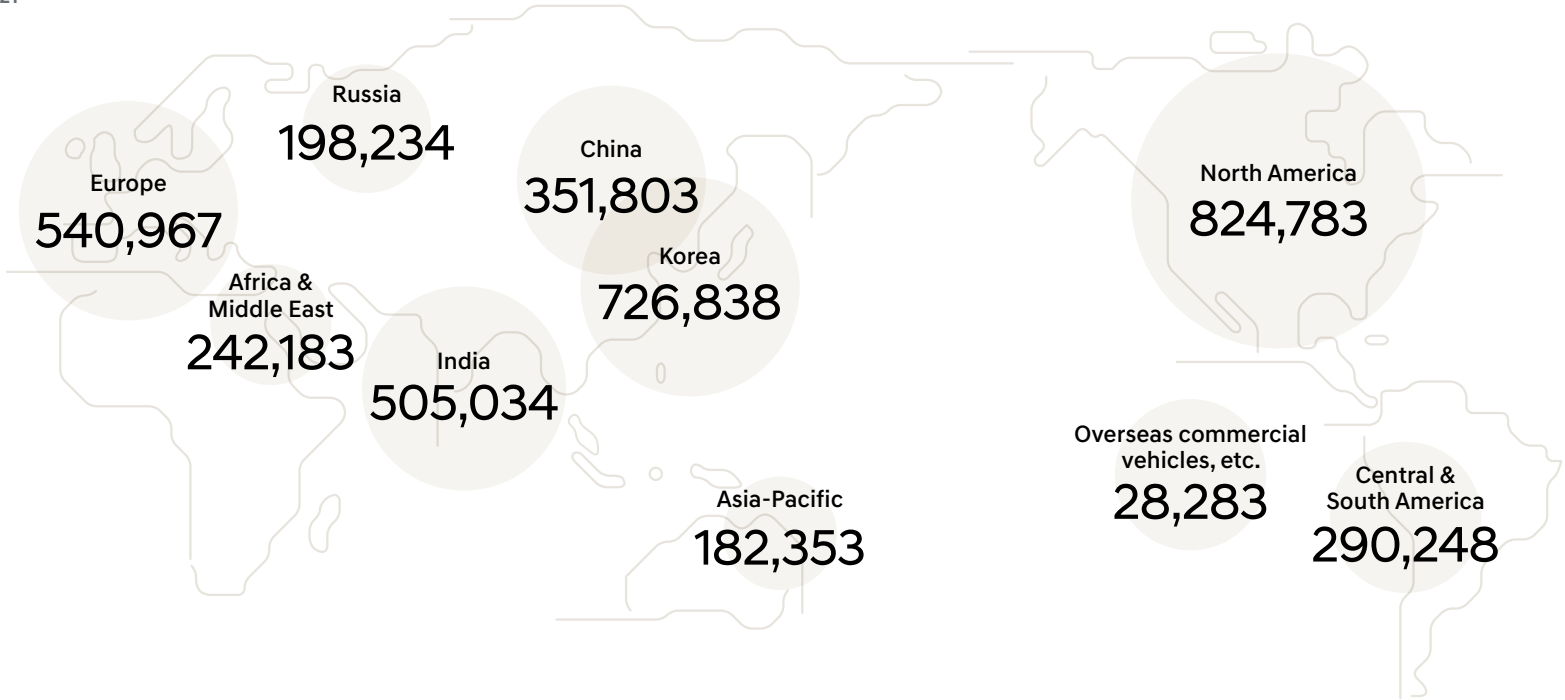 Russia
198,234
China
351,803
Europe
540,967
North America
824,783
Korea
726,838
Africa &
Middle East
242,183
India
505,034
Overseas commercial
vehicles, etc.
28,283
Central &
South America
290,248
Asia-Pacific
182,353